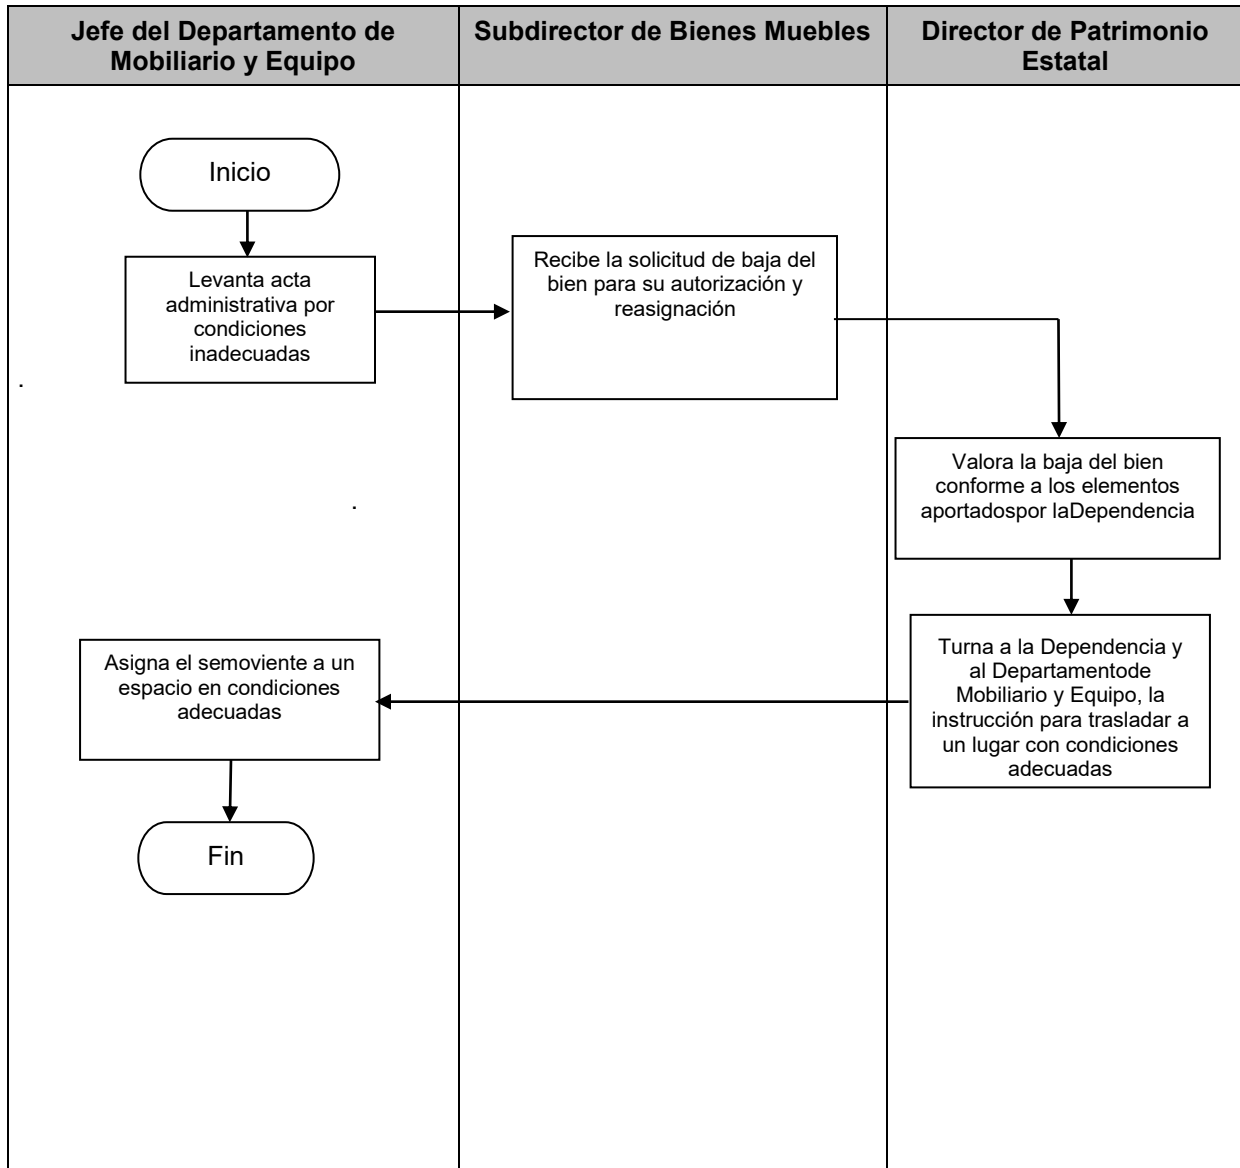 Jefe del Departamento de
Mobiliario y Equipo
Subdirector de Bienes Muebles
Director de Patrimonio
Estatal
Inicio
Levanta acta
administrativa por
condiciones
inadecuadas
.
Recibe la solicitud de baja del
bien para su autorización y
reasignación
Valora la baja del bien
conforme a los elementos
aportadospor laDependencia
.
Turna a la Dependencia y
al Departamentode
Mobiliario y Equipo, la
instrucción para trasladar a
un lugar con condiciones
adecuadas
Asigna el semoviente a un
espacio en condiciones
adecuadas
Fin